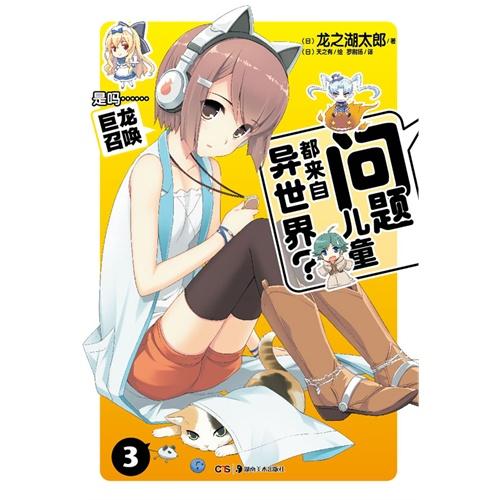 (日) 龙之湖太郎/著
(日) 天之有/绘 罗尉扬/译
是吗……
巨龙
召唤
问题
儿童
都来自
异世界?
3
CS 湖南美术出版社